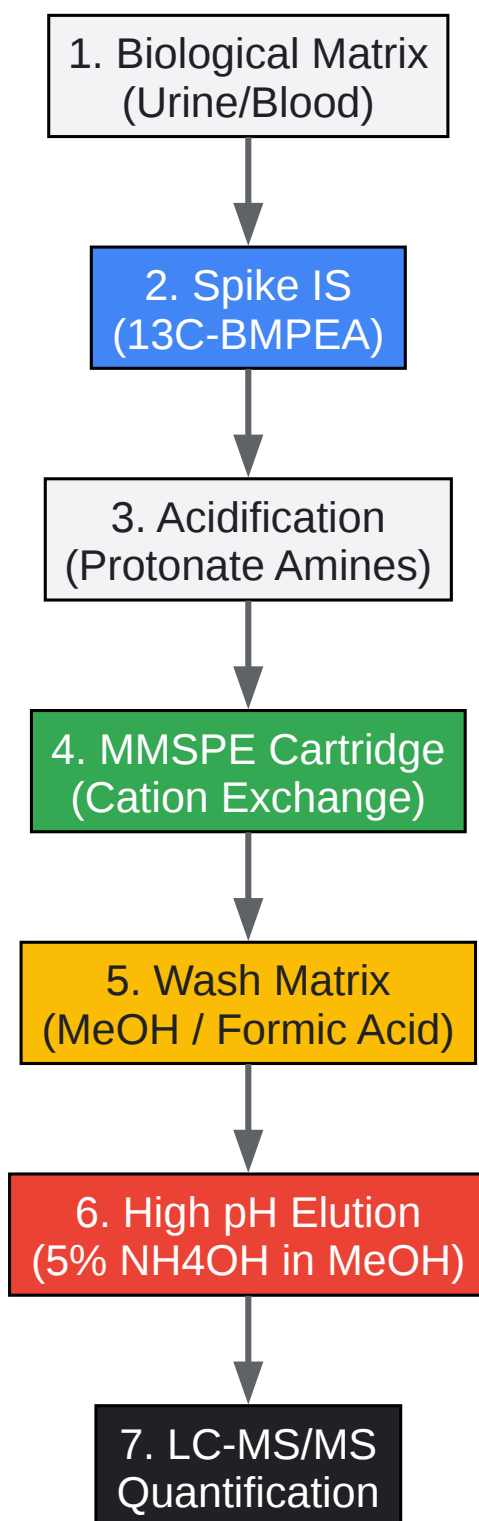 1. Biological Matrix
(Urine/Blood)
2. Spike IS
(13C-BMPEA)
3. Acidification
(Protonate Amines)
4. MMSPE Cartridge
(Cation Exchange)
5. Wash Matrix
(MeOH / Formic Acid)
6. High pH Elution
(5% NH4OH in MeOH)
7. LC-MS/MS
Quantification